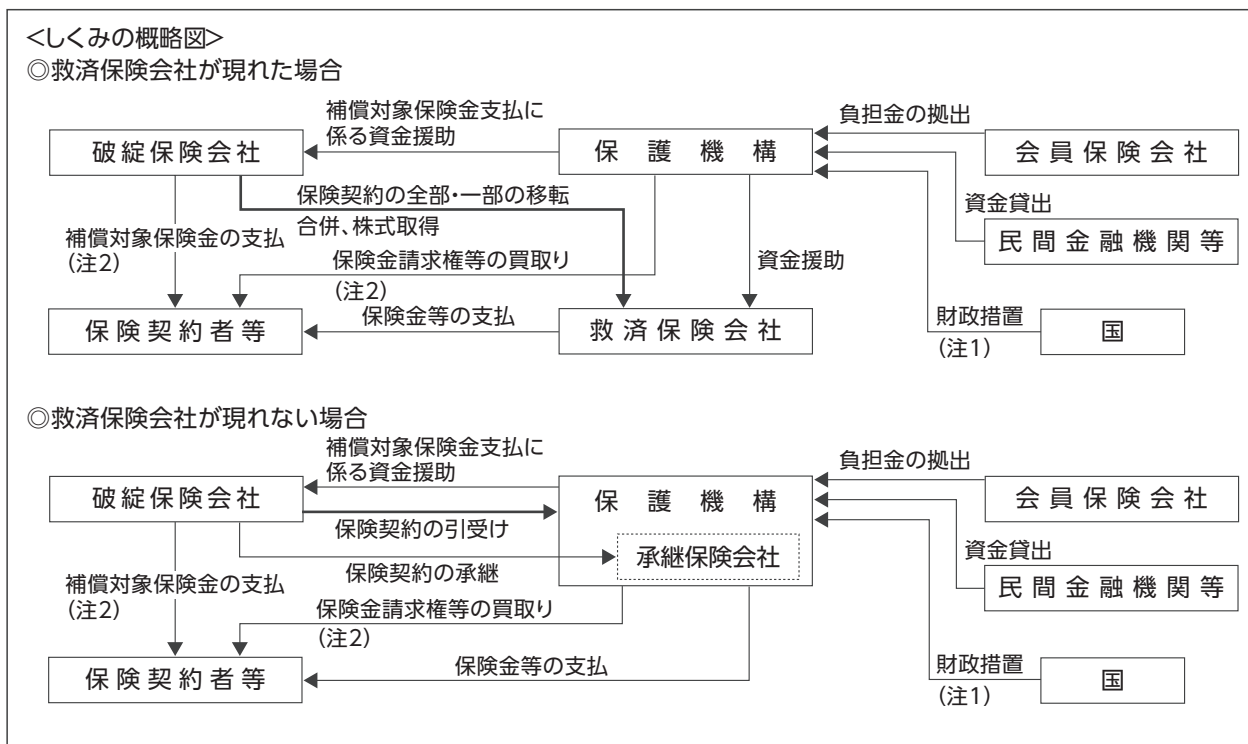 <しくみの概略図>
◎救済保険会社が現れた場合
補償対象保険金支払に
係る資金援助
負担金の拠出
破綻保険会社
保護機構
会員保険会社
保険契約の全部・一部の移転
合併、株式取得
資金貸出
補償対象保険金の支払
(注2)
民間金融機関等
保険金請求権等の買取り
(注2)
資金援助
保険契約者等
保険金等の支払
救済保険会社
財政措置
(注1)
国
◎救済保険会社が現れない場合
補償対象保険金支払に
係る資金援助
負担金の拠出
破綻保険会社
保護機構
会員保険会社
保険契約の引受け
承継保険会社
資金貸出
保険契約の承継
補償対象保険金の支払
(注2)
民間金融機関等
保険金請求権等の買取り
(注2)
保険契約者等
保険金等の支払
財政措置
(注1)
国